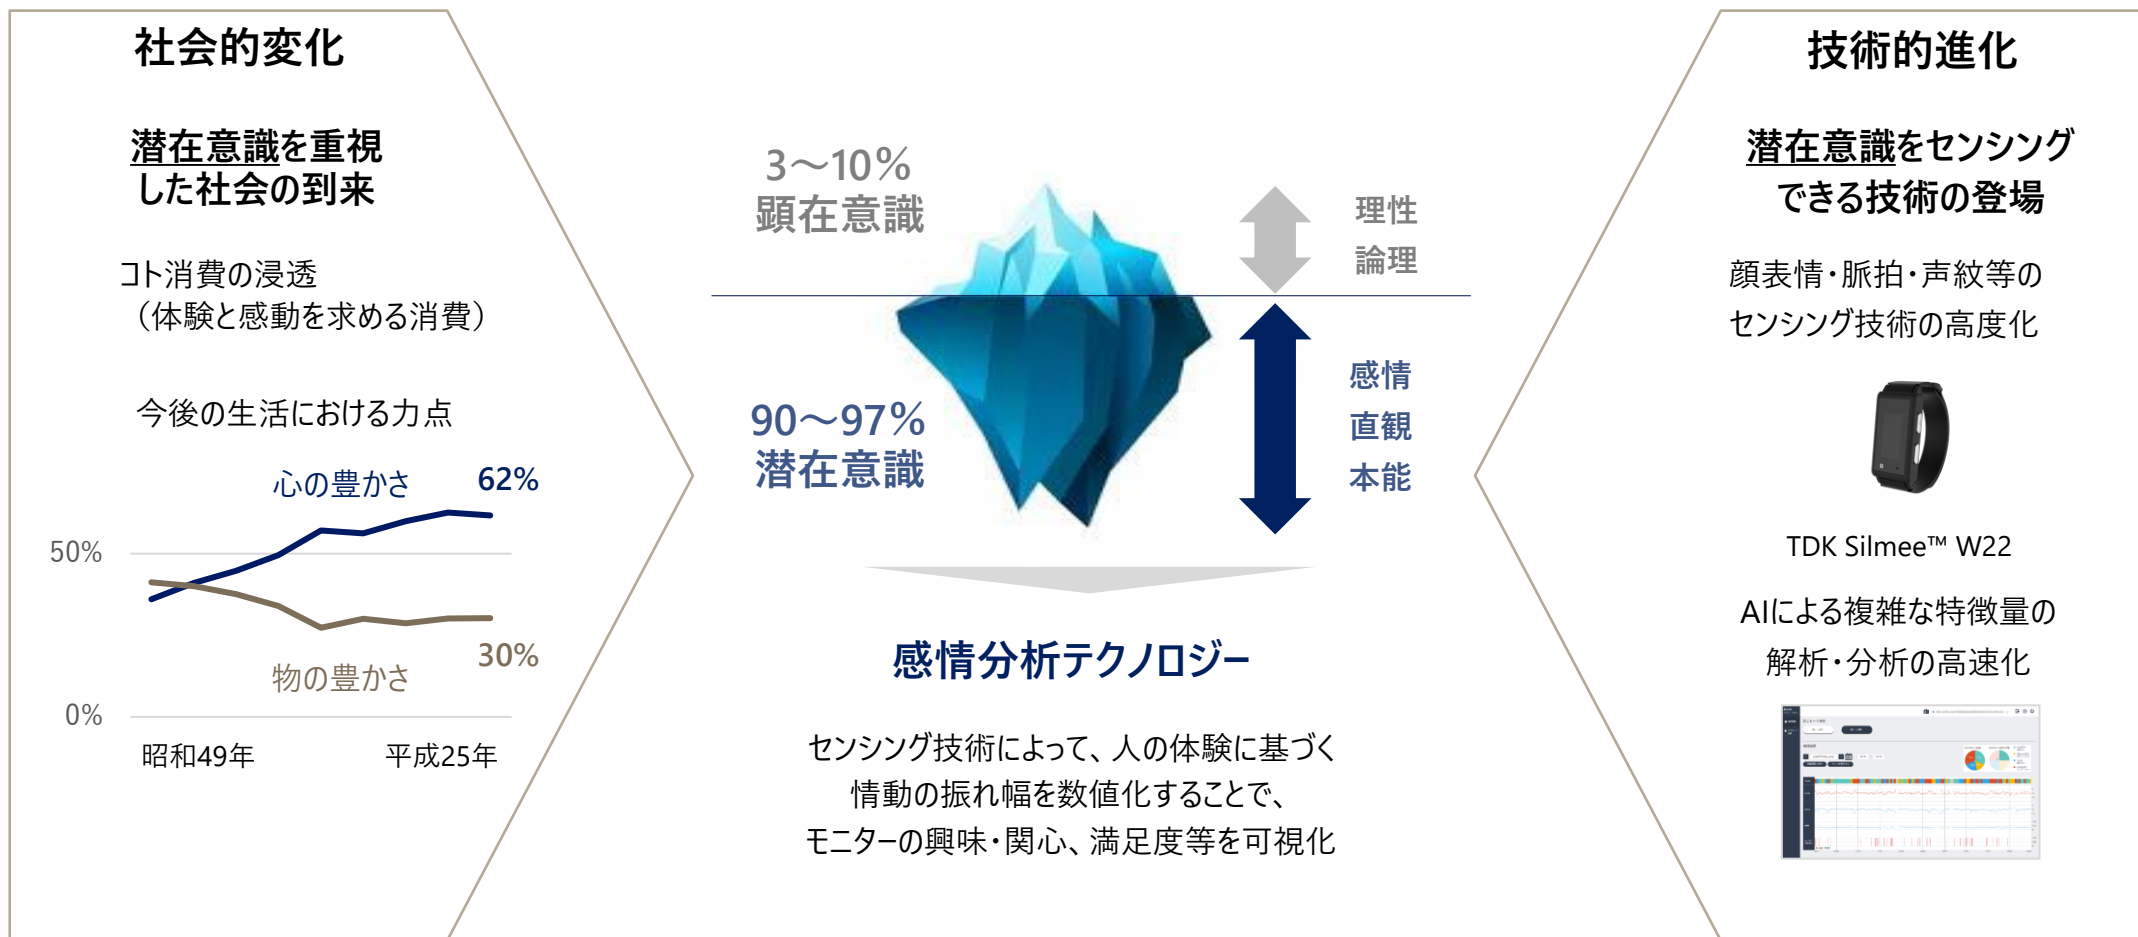 社会的変化
潜在意識を重視
した社会の到来
コト消費の浸透
（体験と感動を求める消費）
今後の生活における力点
心の豊かさ
62%
50%
30%
物の豊かさ
0%
昭和49年
平成25年
3～10%
顕在意識
理性
論理
90～97%
潜在意識
感情
直観
本能
感情分析テクノロジー
センシング技術によって、人の体験に基づく
情動の振れ幅を数値化することで、
モニターの興味・関心、満足度等を可視化
技術的進化
潜在意識をセンシング
できる技術の登場
顔表情・脈拍・声紋等の
センシング技術の高度化
TDK Silmee™ W22
AIによる複雑な特徴量の
解析・分析の高速化